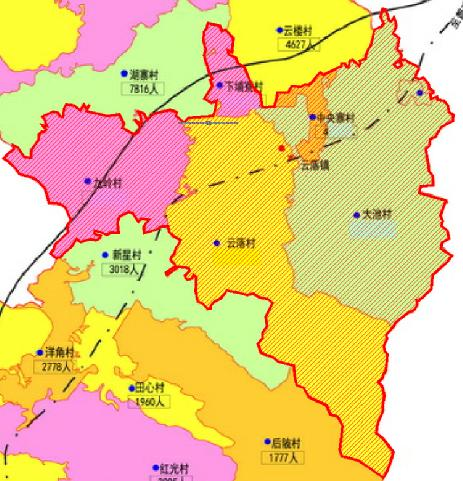 云楼村
4627人
湖寨村
7816人
中央寨村
云落镇
九岭村
大池村
云落村
新星村
3018人
洋角村
2778人
田心村
1960人
后陂村
1777人
红光村